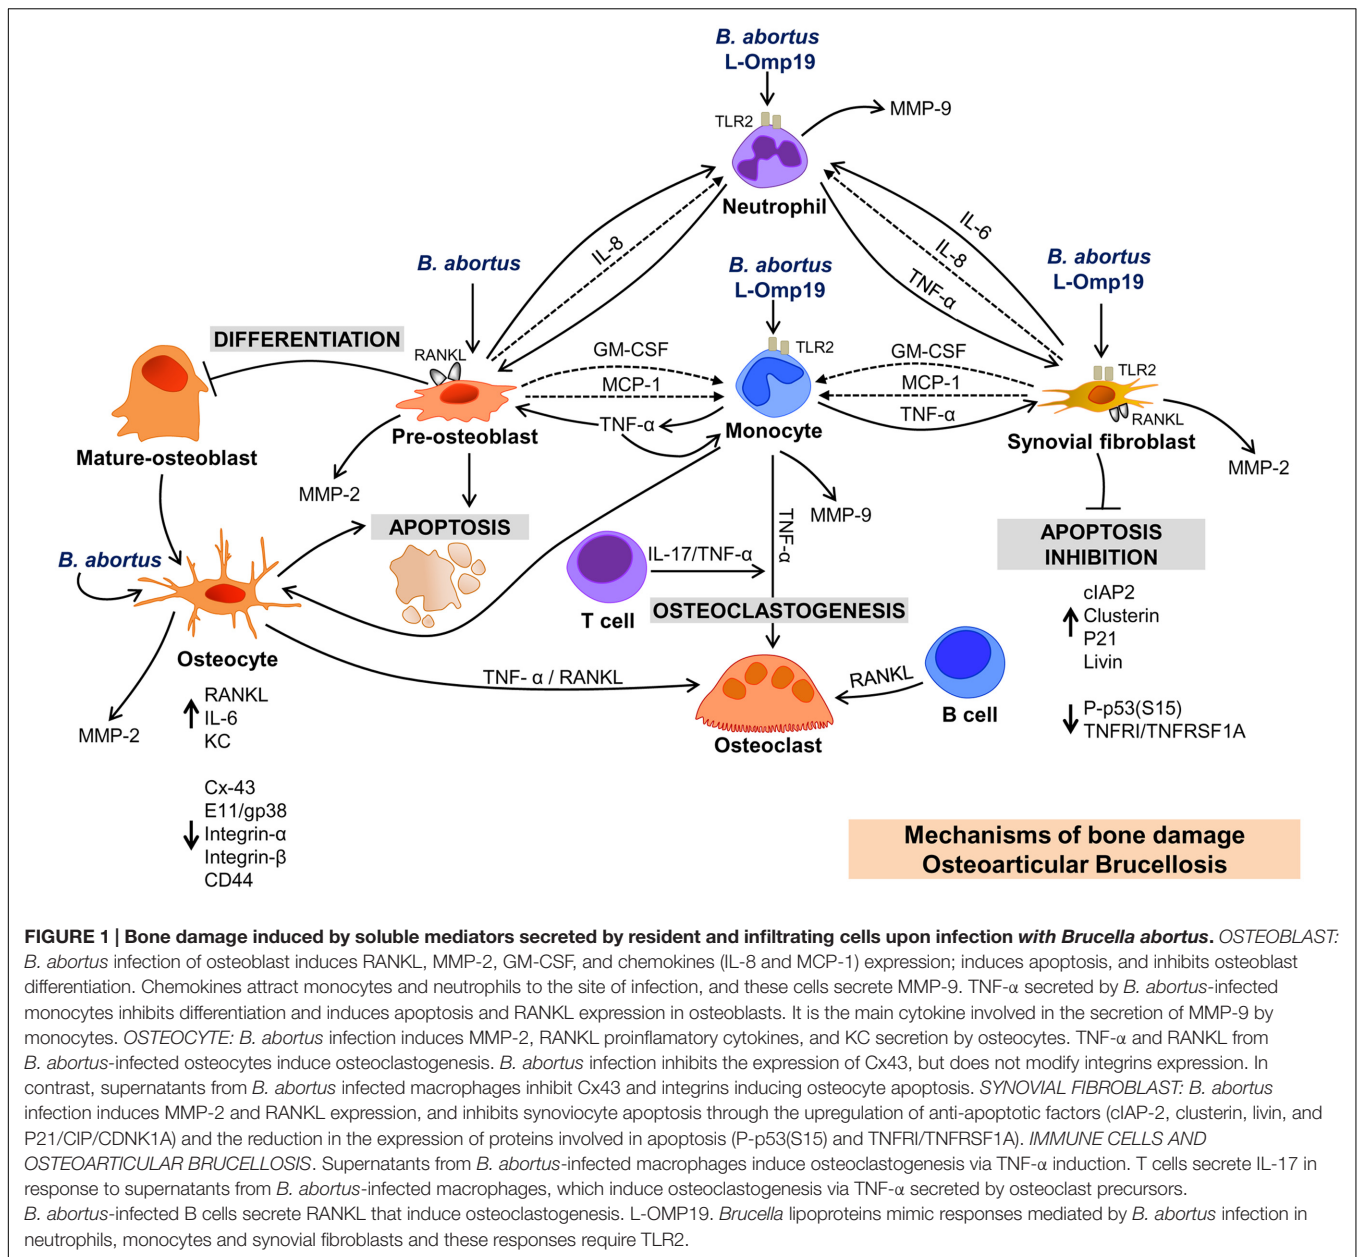 B. abortus
L-Omp19
TLR2
MMP-9
Neutrophil
IL-8
IL-6
IL-8
TNF-α
B. abortus
B. abortus
L-Omp19
B. abortus
L-Omp19
DIFFERENTIATION
RANKL
TLR2
TLR2
GM-CSF
GM-CSF
MCP-1
MCP-1
TNF-α
TNF-α
RANKL
Mature-osteoblast
Pre-osteoblast
Monocyte
Synovial fibroblast
MMP-2
MMP-9
MMP-2
APOPTOSIS
TNF-α
APOPTOSIS
INHIBITION
B. abortus
IL-17/TNF-α
T cell
OSTEOCLASTOGENESIS
cIAP2
Clusterin
P21
Livin
Osteocyte
TNF- α / RANKL
RANKL
B cell
P-p53(S15)
TNFRI/TNFRSF1A
MMP-2
RANKL
IL-6
KC
Osteoclast
Cx-43
E11/gp38
Integrin-α
Integrin-β
CD44
Mechanisms of bone damage
Osteoarticular Brucellosis
FIGURE 1 | Bone damage induced by soluble mediators secreted by resident and infiltrating cells upon infection with Brucella abortus. OSTEOBLAST:
B. abortus infection of osteoblast induces RANKL, MMP-2, GM-CSF, and chemokines (IL-8 and MCP-1) expression; induces apoptosis, and inhibits osteoblast
differentiation. Chemokines attract monocytes and neutrophils to the site of infection, and these cells secrete MMP-9. TNF-α secreted by B. abortus-infected
monocytes inhibits differentiation and induces apoptosis and RANKL expression in osteoblasts. It is the main cytokine involved in the secretion of MMP-9 by
monocytes. OSTEOCYTE: B. abortus infection induces MMP-2, RANKL proinflamatory cytokines, and KC secretion by osteocytes. TNF-α and RANKL from
B. abortus-infected osteocytes induce osteoclastogenesis. B. abortus infection inhibits the expression of Cx43, but does not modify integrins expression. In
contrast, supernatants from B. abortus infected macrophages inhibit Cx43 and integrins inducing osteocyte apoptosis. SYNOVIAL FIBROBLAST: B. abortus
infection induces MMP-2 and RANKL expression, and inhibits synoviocyte apoptosis through the upregulation of anti-apoptotic factors (cIAP-2, clusterin, livin, and
P21/CIP/CDNK1A) and the reduction in the expression of proteins involved in apoptosis (P-p53(S15) and TNFRI/TNFRSF1A). IMMUNE CELLS AND
OSTEOARTICULAR BRUCELLOSIS. Supernatants from B. abortus-infected macrophages induce osteoclastogenesis via TNF-α induction. T cells secrete IL-17 in
response to supernatants from B. abortus-infected macrophages, which induce osteoclastogenesis via TNF-α secreted by osteoclast precursors.
B. abortus-infected B cells secrete RANKL that induce osteoclastogenesis. L-OMP19. Brucella lipoproteins mimic responses mediated by B. abortus infection in
neutrophils, monocytes and synovial fibroblasts and these responses require TLR2.